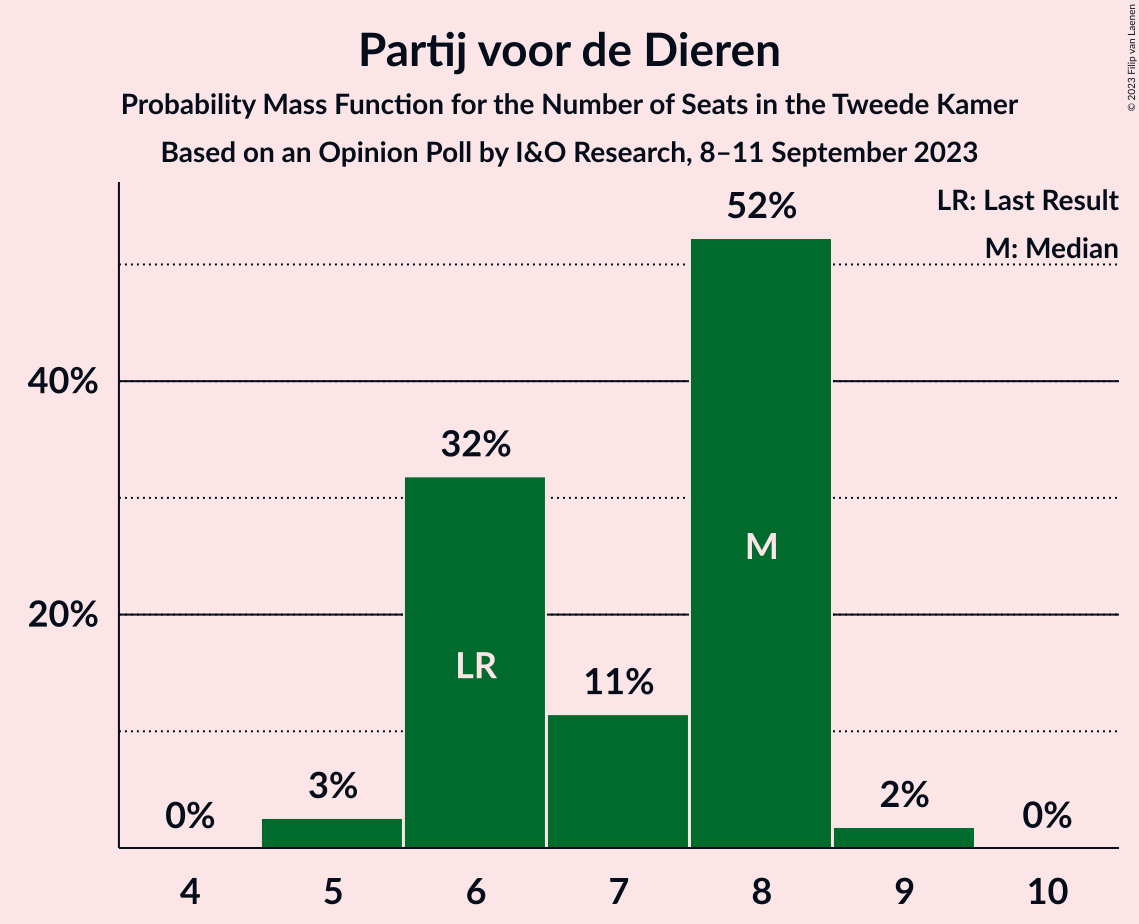 Partij voor de Dieren
Probability Mass Function for the Number of Seats in the Tweede Kamer
Based on an Opinion Poll by I&O Research, 8–11 September 2023
© 2023 Filip van Laenen
LR: Last Result
M: Median
52%
40%
32%
M
20%
LR
11%
3%
2%
0%
0%
4 5 6 7 8 9 10